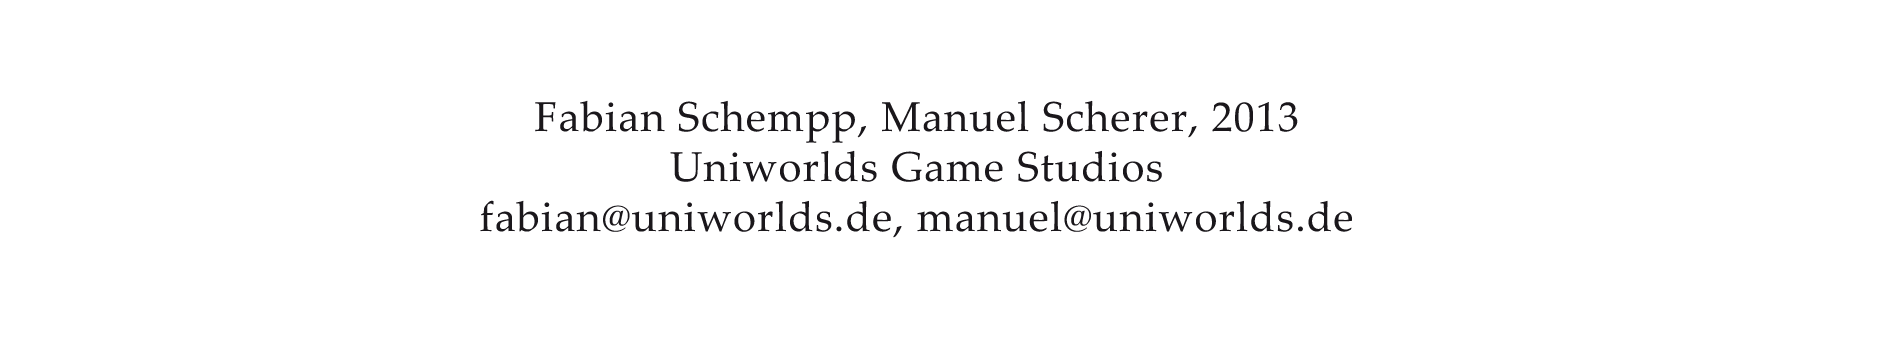 Fabian Schempp, Manuel Scherer, 2013
Uniworlds Game Studios
fabian@uniworlds.de, manuel@uniworlds.de